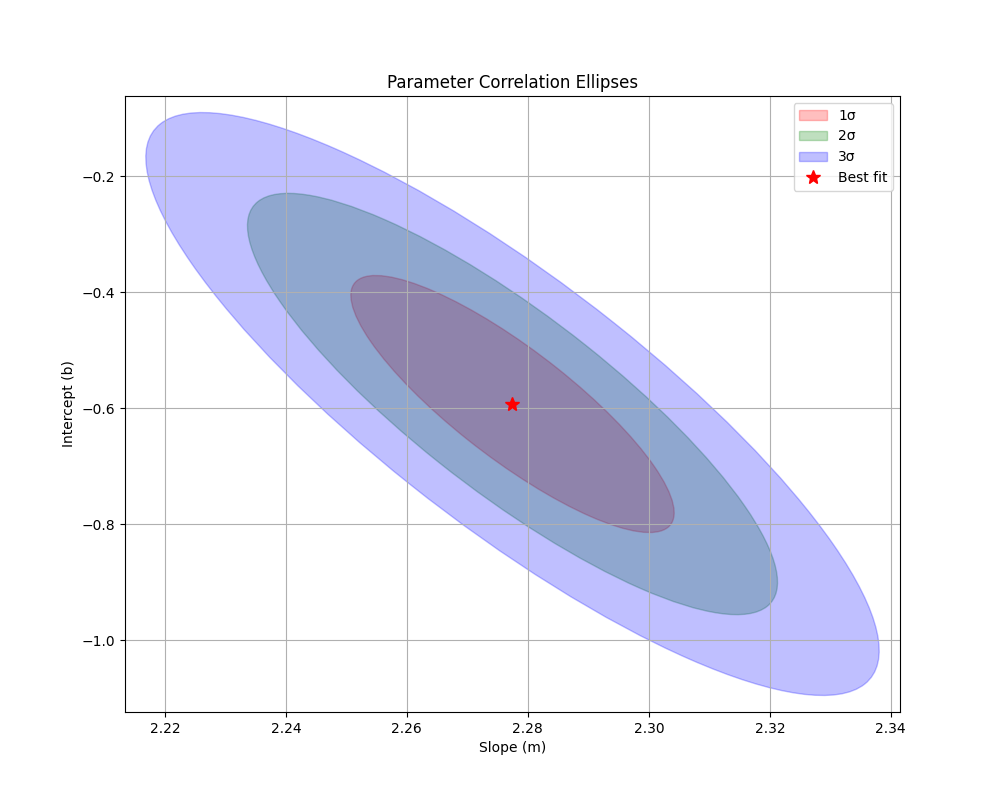 Parameter Correlation Ellipses
1σ
2σ
3σ
Best fit
−0.2
−0.4
−0.6
−0.8
−1.0
Intercept (b)
2.22 2.24 2.26 2.28 2.30 2.32 2.34
Slope (m)